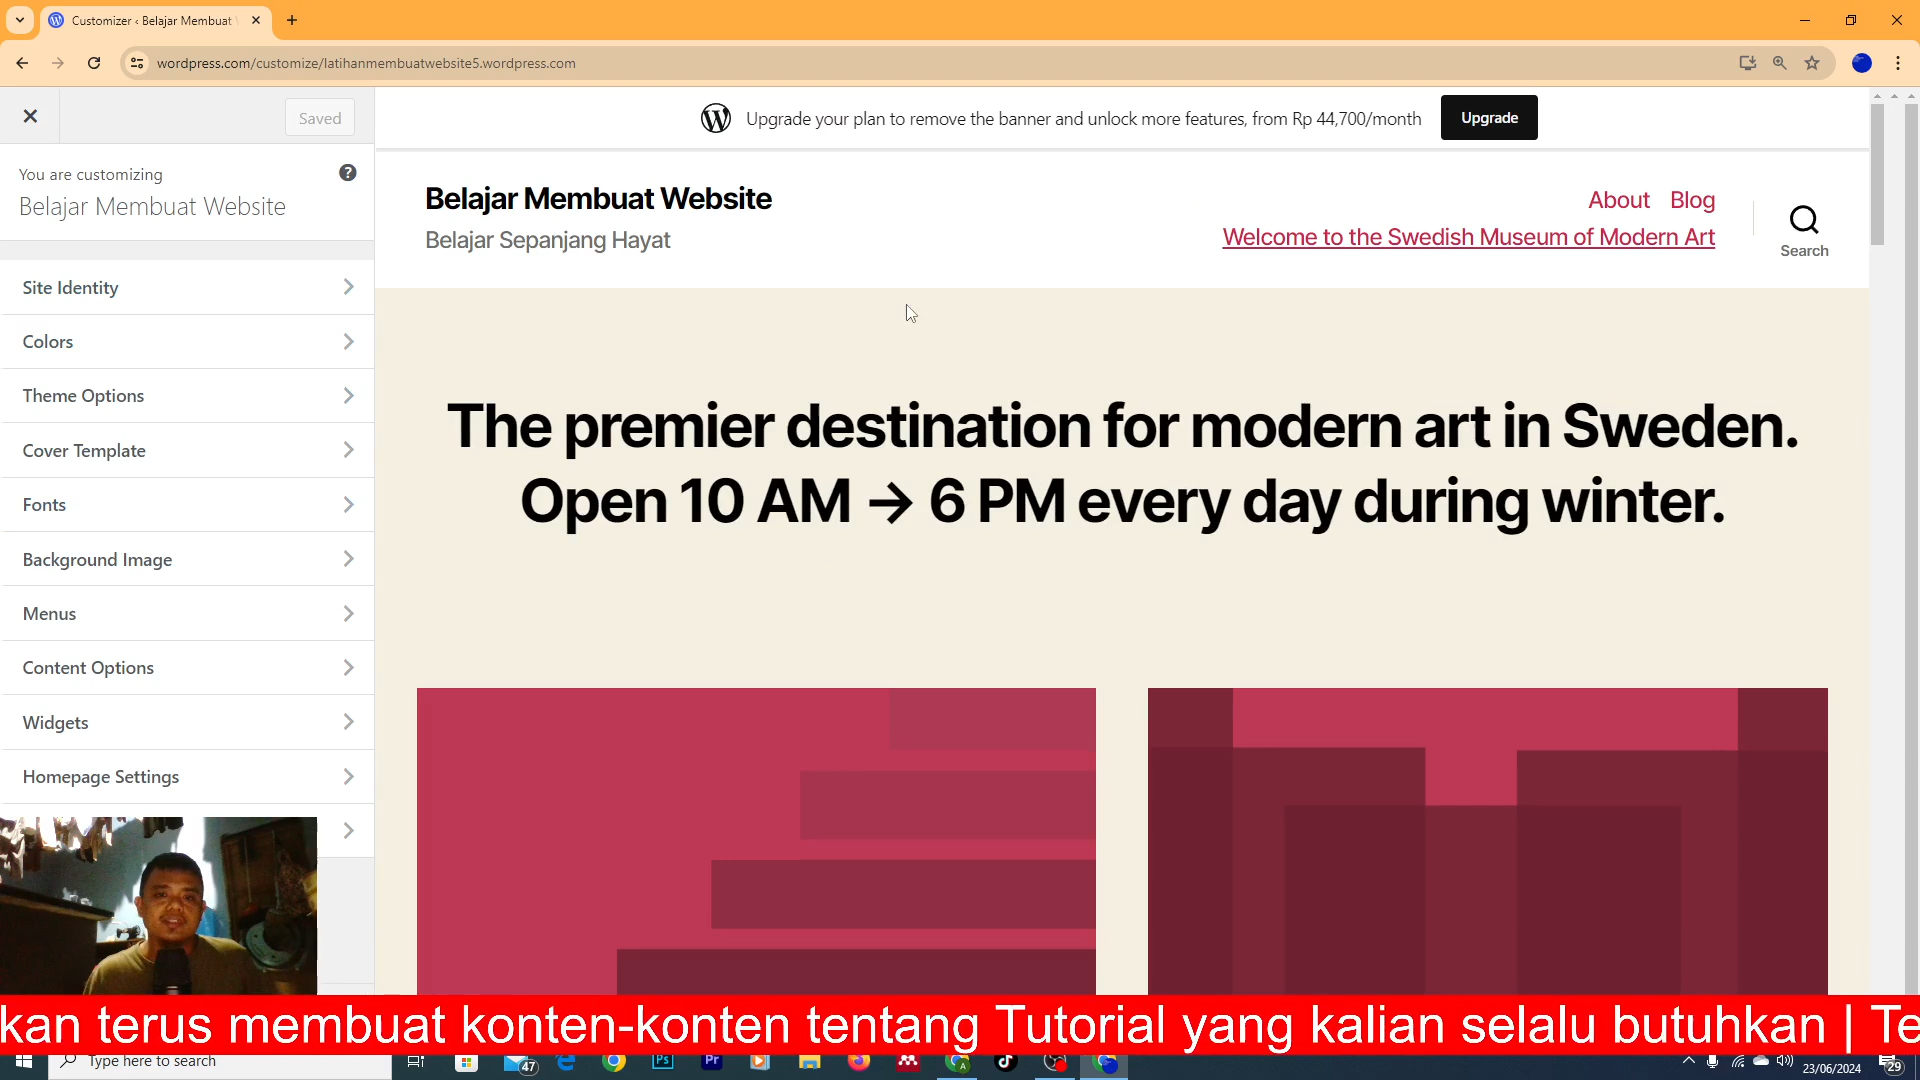 Customizer ‹ Belajar Membuat
wordpress.com/customize/latihanmembuatwebsite5.wordpress.com
Saved
Upgrade your plan to remove the banner and unlock more features, from Rp 44,700/month
Upgrade
You are customizing
Belajar Membuat Website
Belajar Membuat Website
Belajar Sepanjang Hayat
About Blog
Welcome to the Swedish Museum of Modern Art
Search
Site Identity
Colors
Theme Options
Cover Template
Fonts
Background Image
Menus
Content Options
Widgets
Homepage Settings
The premier destination for modern art in Sweden.
Open 10 AM → 6 PM every day during winter.
kan terus membuat konten-konten tentang Tutorial yang kalian selalu butuhkan | Te
Type here to search
47
Ps
Pr
A
23/06/2024
29